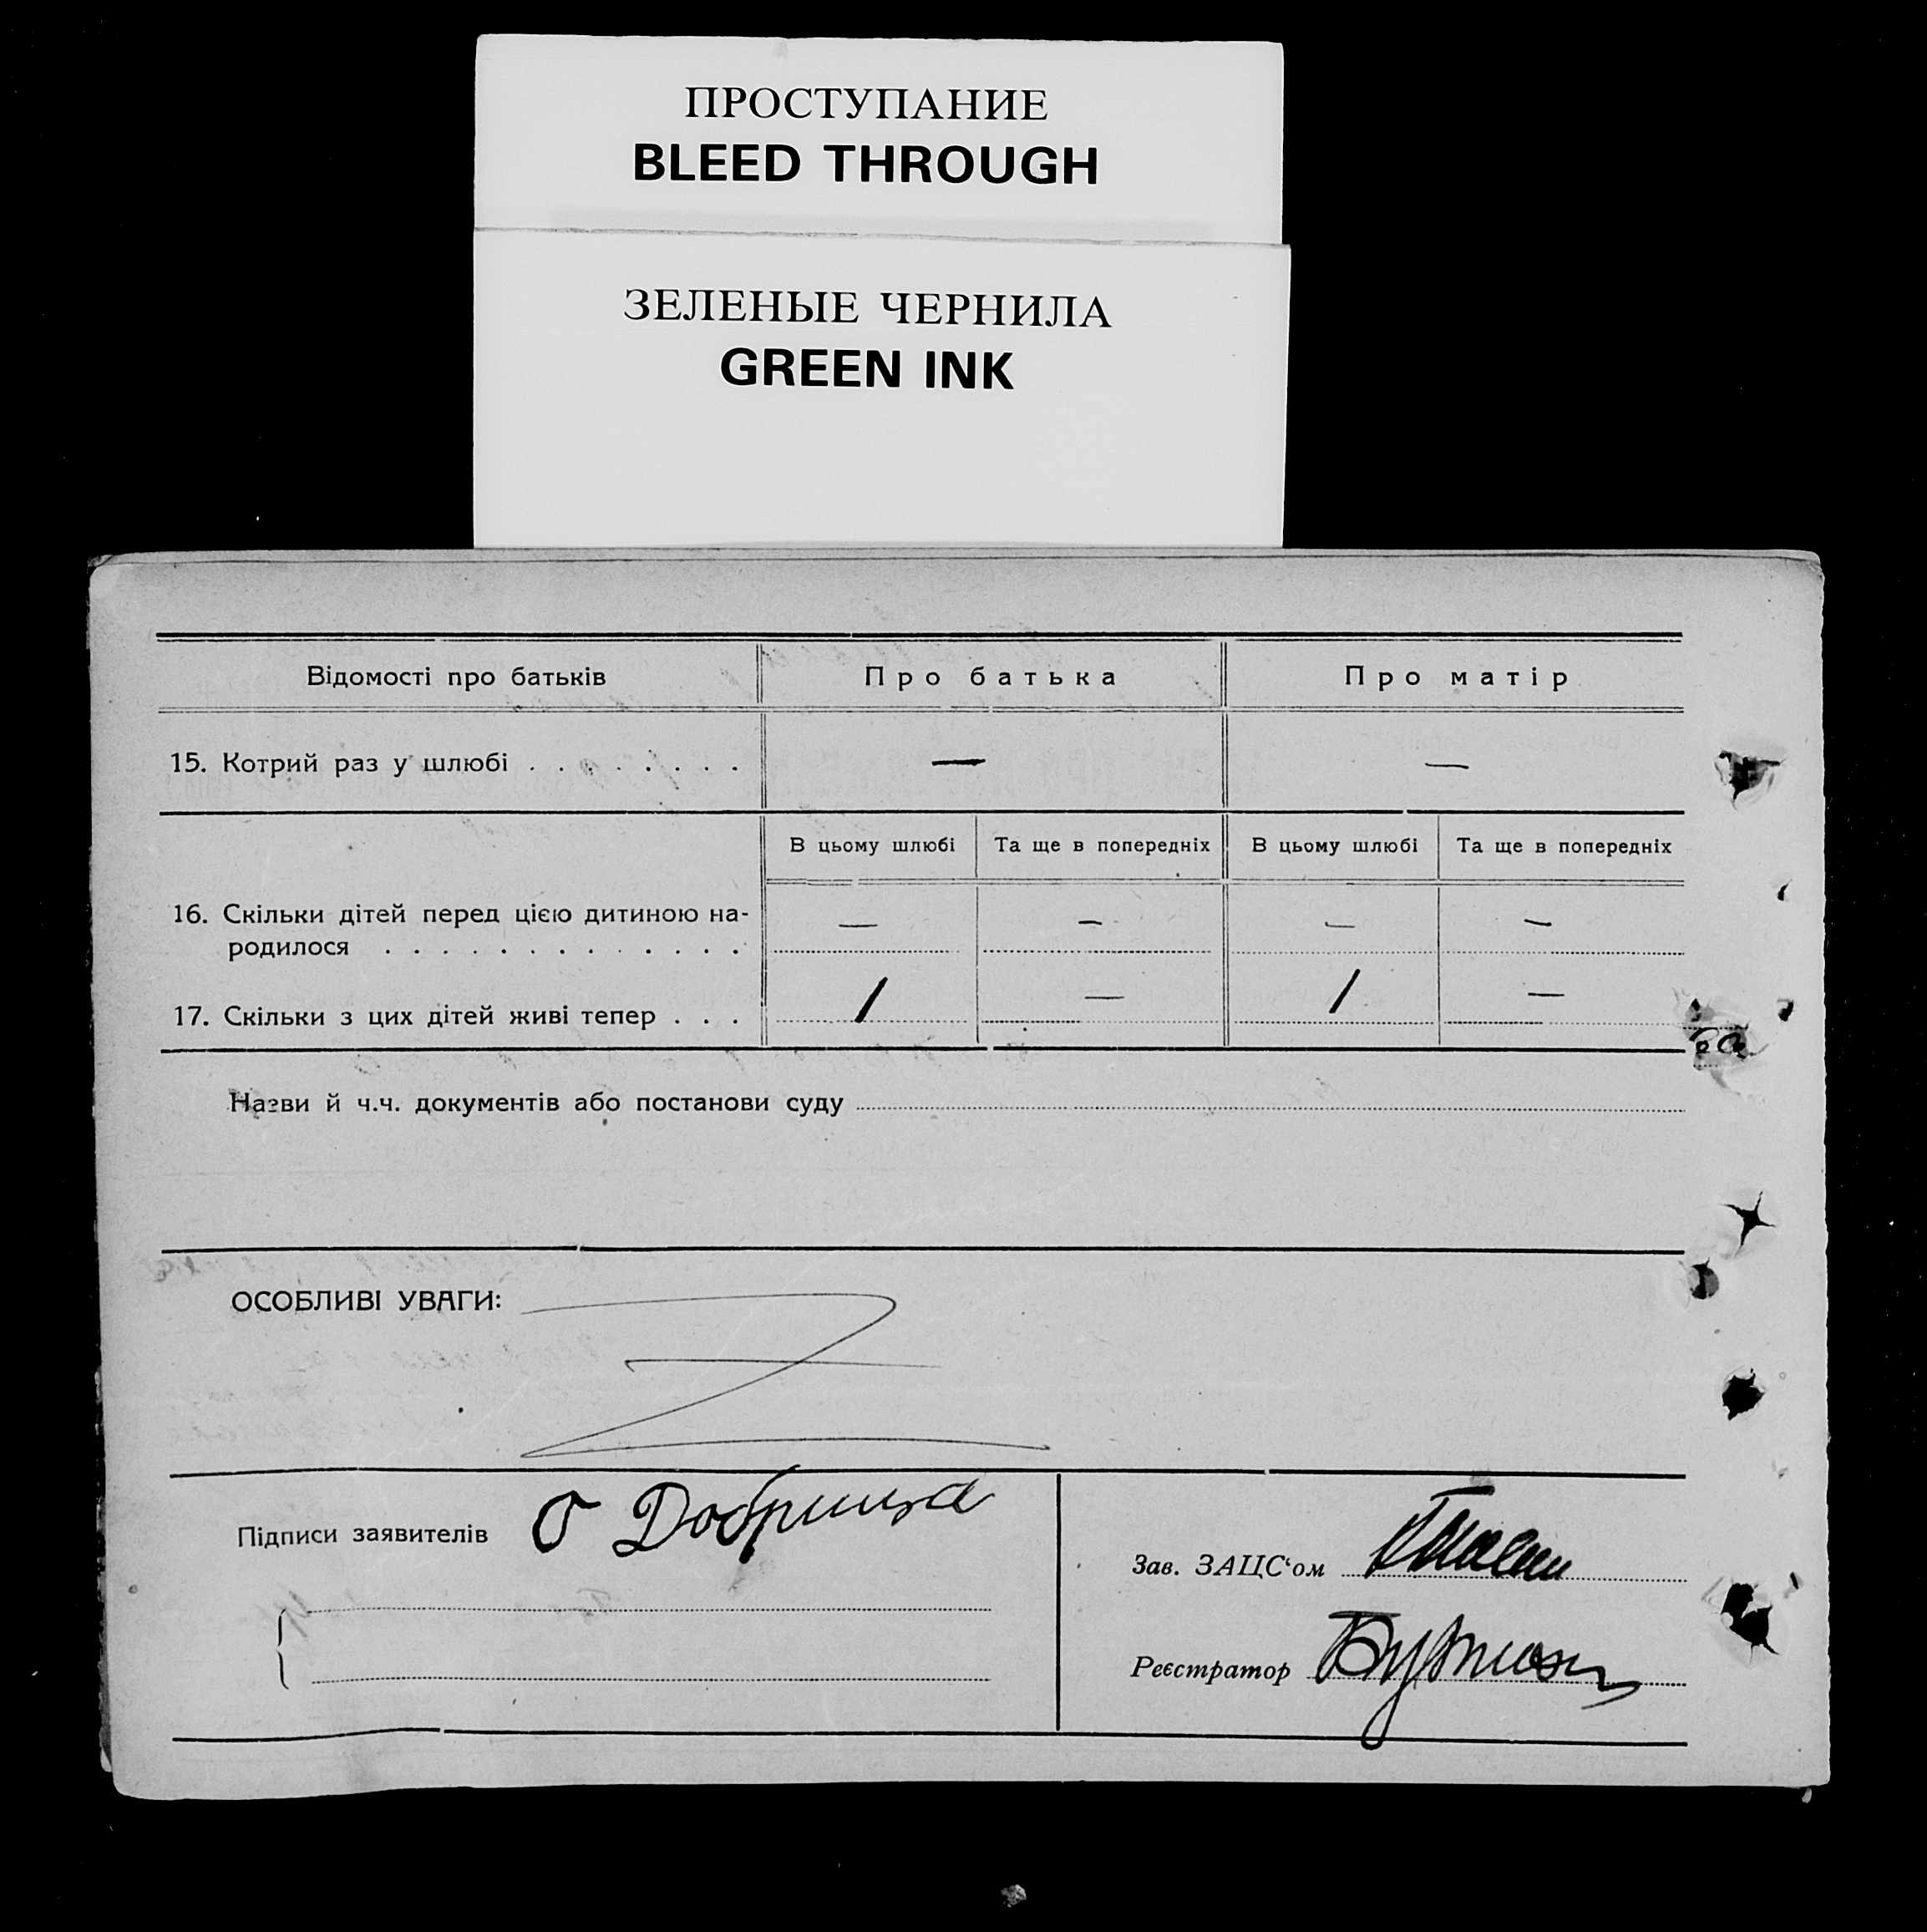 ПРОСТУПАНИЕ
BLEED THROUGH
ЗЕЛЕНЫЕ ЧЕРНИЛА
GREEN INK
Відомості про батьків Про батька Про матір
15. Котрий раз у шлюбі . . . . . . . . — —
В цьому шлюбі Та ще в попередніх В цьому шлюбі Та ще в попередніх
16. Скільки дітей перед цією дитиною на- — — — —
родилося . . . . . . . . . . . . .
17. Скільки з цих дітей живі тепер . . . 1 — 1 —
Назви й ч.ч. документів або постанови суду
ОСОБЛИВІ УВАГИ:
Підписи заявителів
Зав. ЗАЦС‘ом
Реєстратор